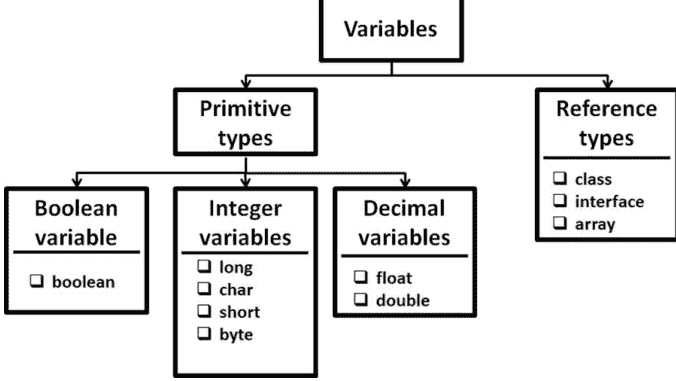 Variables
Primitive
types
Reference
types
❑ class
❑ interface
❑ array
Boolean
variable
❑ boolean
Integer
variables
❑ long
❑ char
❑ short
❑ byte
Decimal
variables
❑ float
❑ double